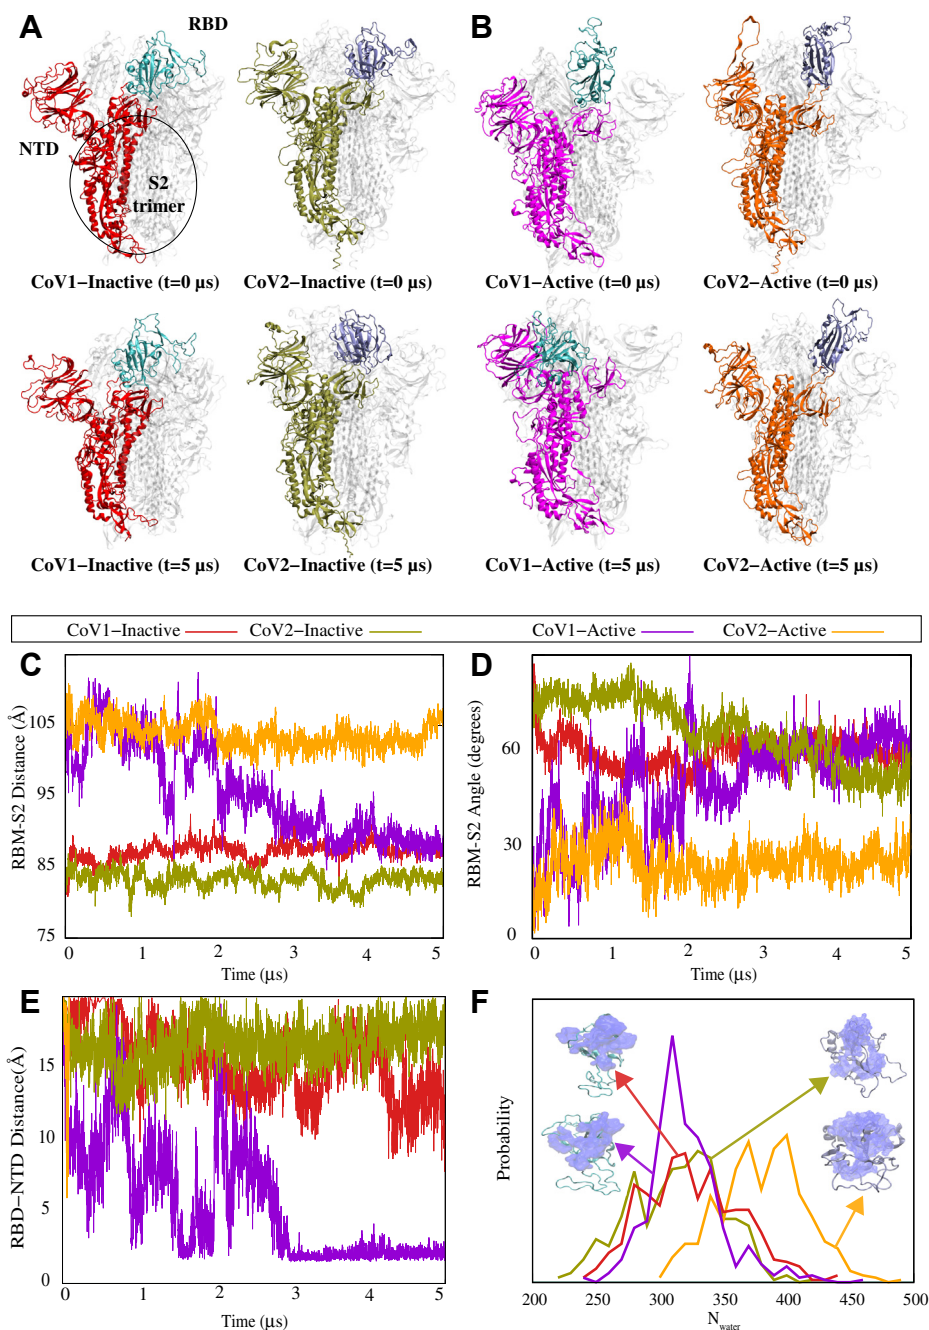 A
RBD
B
NTD
S2
trimer
CoV1−Inactive (t=0 µs)
CoV2−Inactive (t=0 µs)
CoV1−Active (t=0 µs)
CoV2−Active (t=0 µs)
CoV1−Inactive (t=5 µs)
CoV2−Inactive (t=5 µs)
CoV1−Active (t=5 µs)
CoV2−Active (t=5 µs)
CoV1−Inactive
CoV2−Inactive
CoV1−Active
CoV2−Active
C
RBM-S2 Distance (Å)
105
95
85
75
0 1 2 3 4 5
Time (µs)
D
RBM-S2 Angle (degrees)
60
30
0
0 1 2 3 4 5
Time (µs)
E
RBD−NTD Distance(Å)
15
10
5
0
0 1 2 3 4 5
Time (µs)
F
Probability
200 250 300 350 400 450 500
N_water